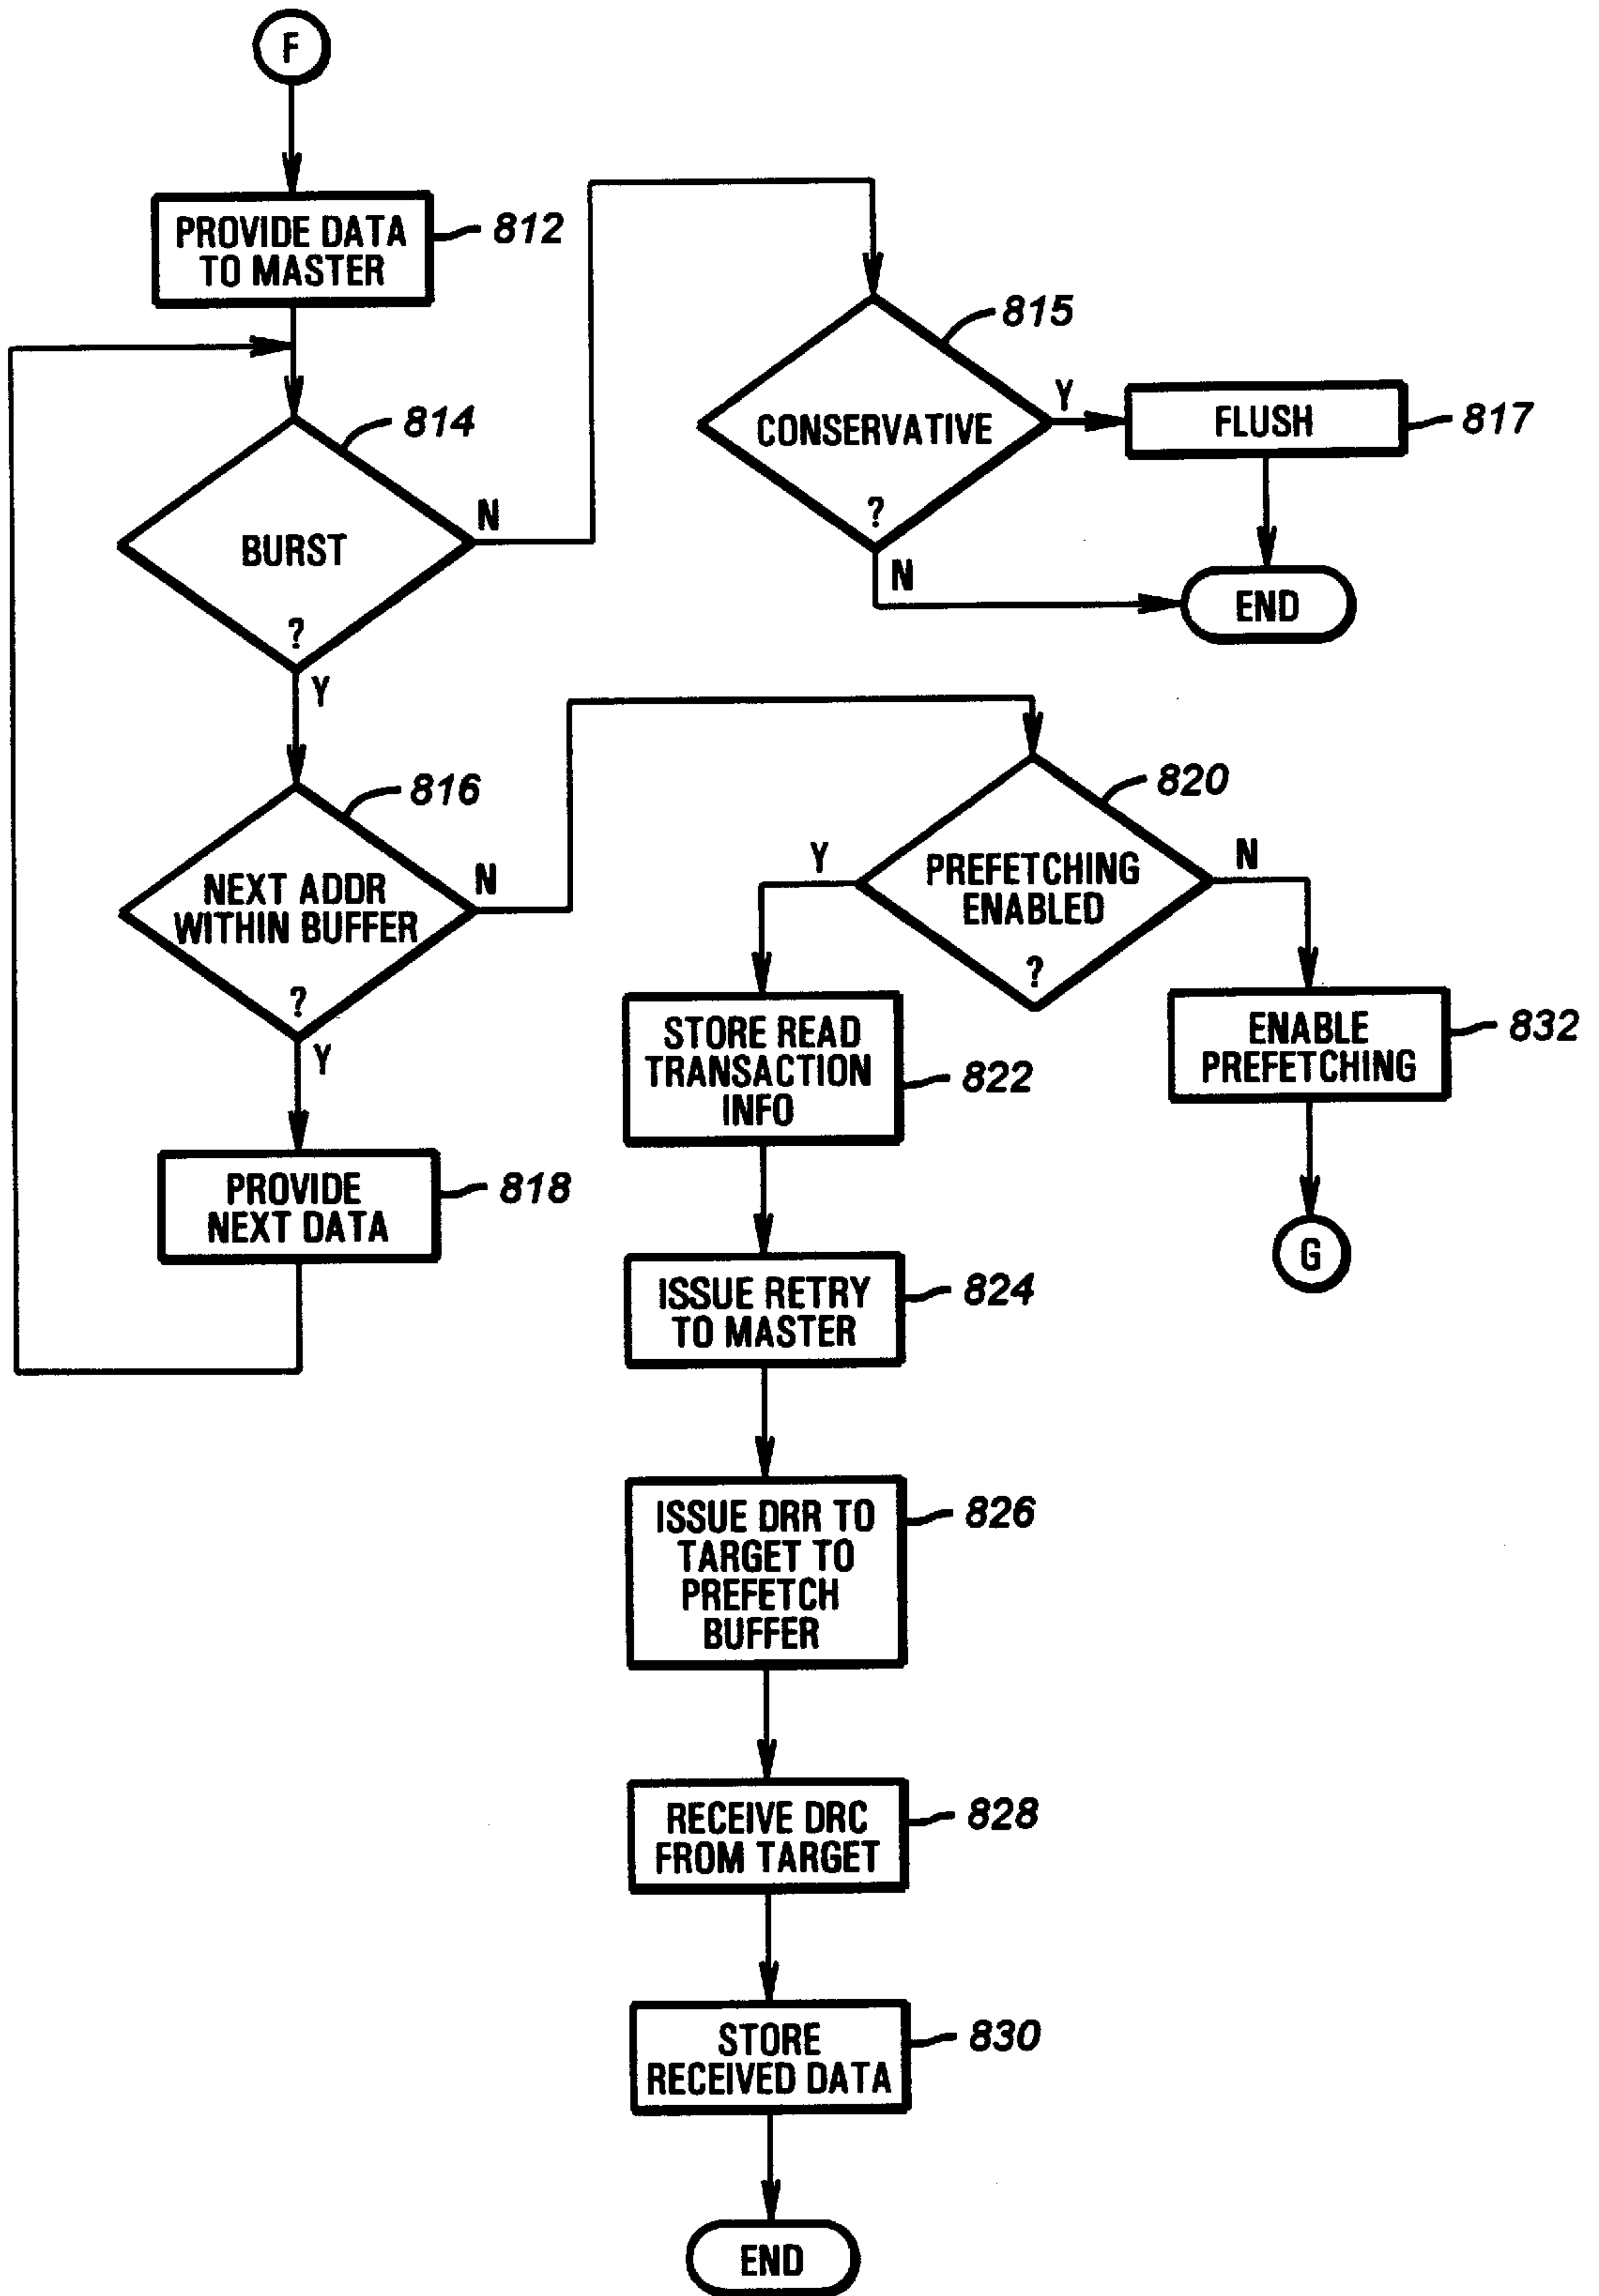 F
PROVIDE DATA
TO MASTER
812
814
BURST
?
N
Y
815
CONSERVATIVE
?
Y
N
FLUSH
817
END
816
NEXT ADDR
WITHIN BUFFER
?
N
Y
PROVIDE
NEXT DATA
818
820
PREFETCHING
ENABLED
?
Y
N
STORE READ
TRANSACTION
INFO
822
ENABLE
PREFETCHING
832
G
ISSUE RETRY
TO MASTER
824
ISSUE DRR TO
TARGET TO
PREFETCH
BUFFER
826
RECEIVE DRC
FROM TARGET
828
STORE
RECEIVED DATA
830
END